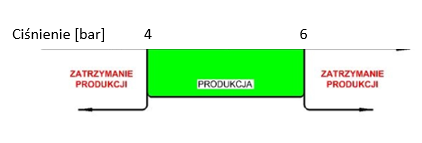 Ciśnienie [bar] 4 6
ZATRZYMANIE
PRODUKCJI
PRODUKCJA
ZATRZYMANIE
PRODUKCJI